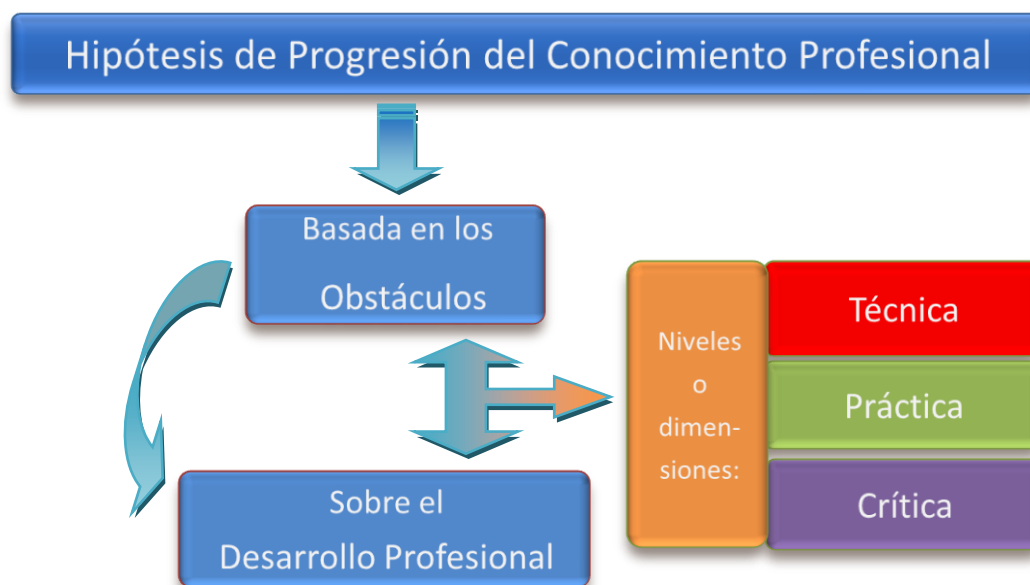 Hipótesis de Progresión del Conocimiento Profesional
Basada en los
Obstáculos
Niveles
o
dimen-
siones:
Técnica
Práctica
Crítica
Sobre el
Desarrollo Profesional